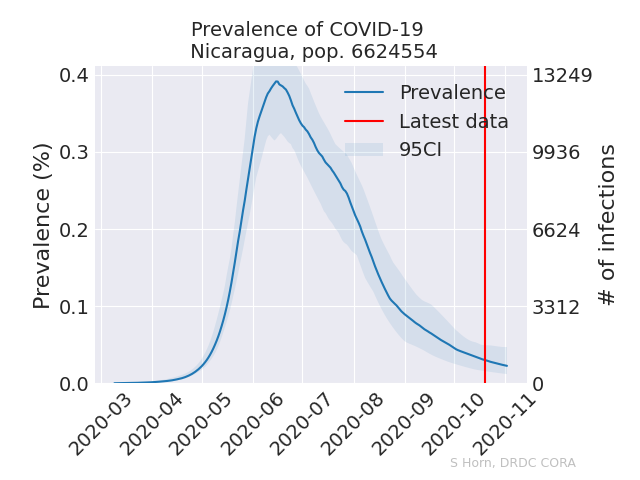 Prevalence of COVID-19
Nicaragua, pop. 6624554
Prevalence (%)
0.4
0.3
0.2
0.1
0.0
13249
9936
6624
3312
0
# of infections
Prevalence
Latest data
95CI
2020-03
2020-04
2020-05
2020-06
2020-07
2020-08
2020-09
2020-10
2020-11
S Horn, DRDC CORA